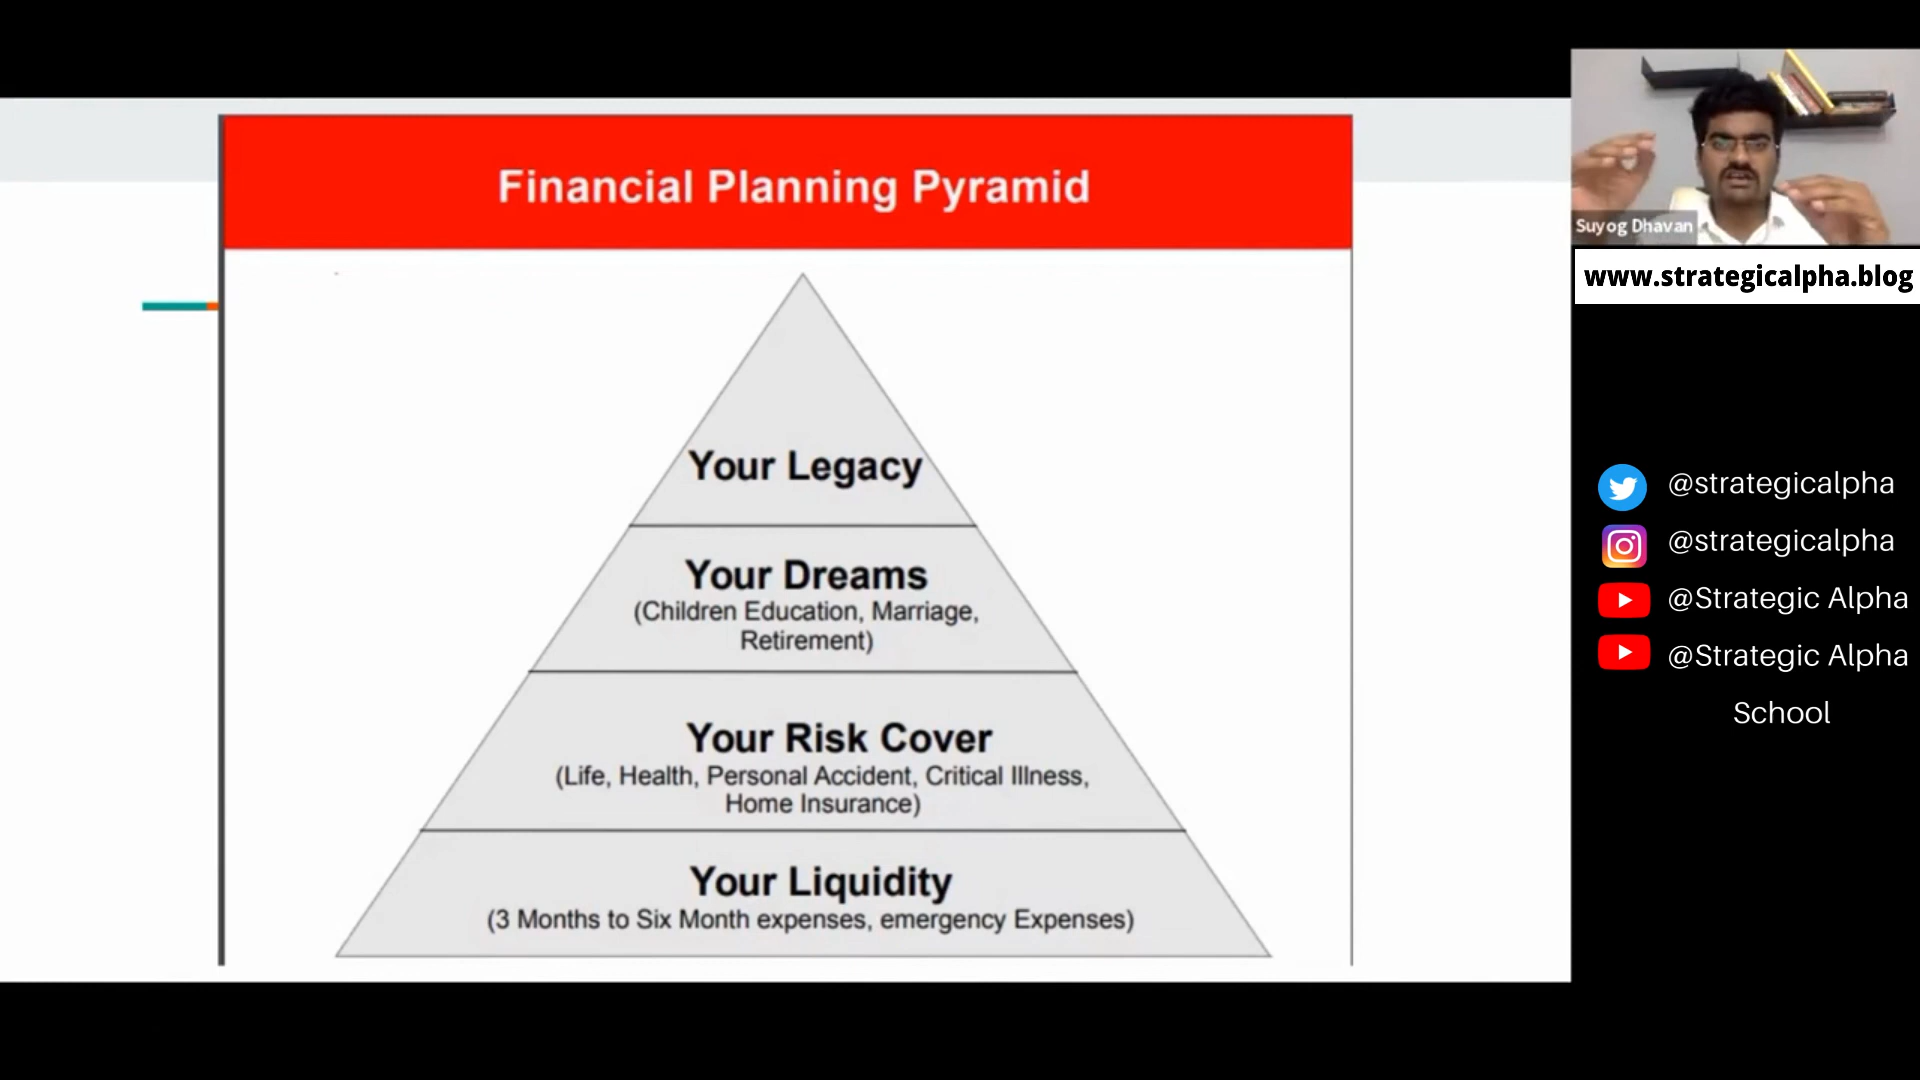 Financial Planning Pyramid
Your Legacy
Your Dreams
(Children Education, Marriage,
Retirement)
Your Risk Cover
(Life, Health, Personal Accident, Critical Illness,
Home Insurance)
Your Liquidity
(3 Months to Six Month expenses, emergency Expenses)
Suyog Dhavan
www.strategicalpha.blog
@strategicalpha
@strategicalpha
@Strategic Alpha
@Strategic Alpha
School